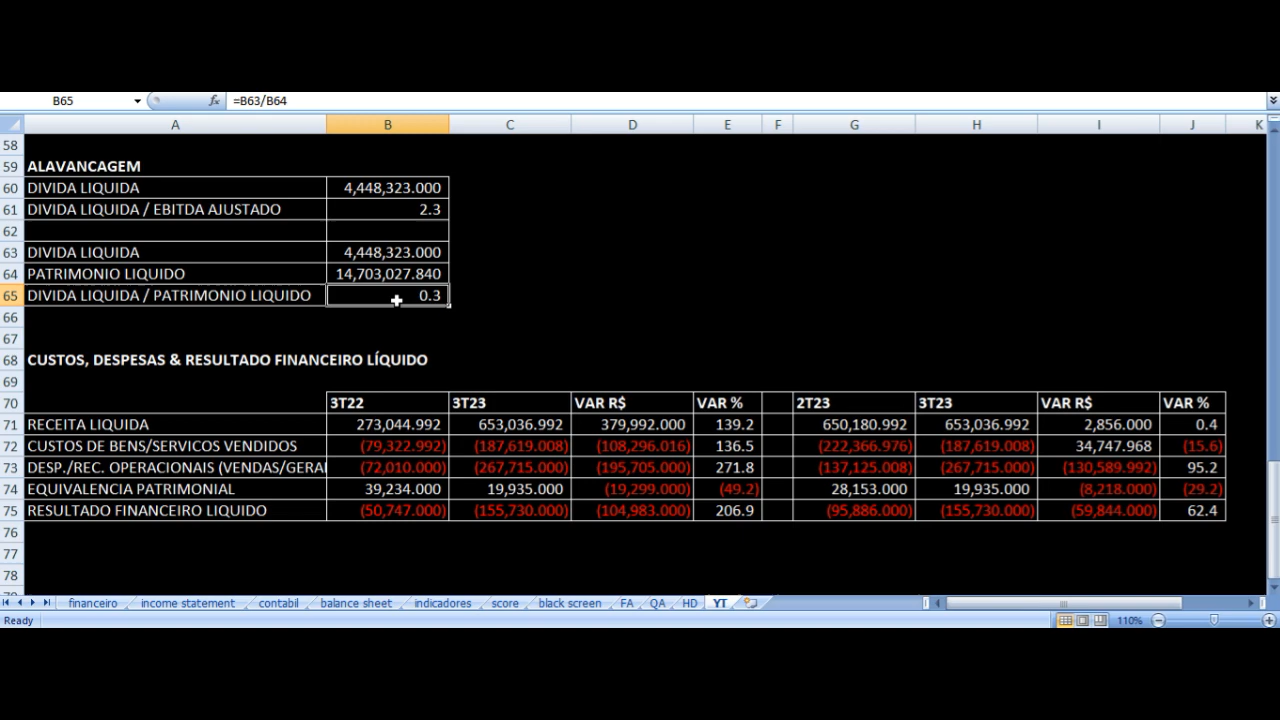 B65 fx =B63/B64
A B C D E F G H I J K
58
59 ALAVANCAGEM
60 DIVIDA LIQUIDA 4,448,323.000
61 DIVIDA LIQUIDA / EBITDA AJUSTADO 2.3
62
63 DIVIDA LIQUIDA 4,448,323.000
64 PATRIMONIO LIQUIDO 14,703,027.840
65 DIVIDA LIQUIDA / PATRIMONIO LIQUIDO 0.3
66
67
68 CUSTOS, DESPESAS & RESULTADO FINANCEIRO LÍQUIDO
69
70 3T22 3T23 VAR R$ VAR % 2T23 3T23 VAR R$ VAR %
71 RECEITA LIQUIDA 273,044.992 653,036.992 379,992.000 139.2 650,180.992 653,036.992 2,856.000 0.4
72 CUSTOS DE BENS/SERVICOS VENDIDOS (79,322.992) (187,619.008) (108,296.016) 136.5 (222,366.976) (187,619.008) 34,747.968 (15.6)
73 DESP./REC. OPERACIONAIS (VENDAS/GERAI (72,010.000) (267,715.000) (195,705.000) 271.8 (137,125.008) (267,715.000) (130,589.992) 95.2
74 EQUIVALENCIA PATRIMONIAL 39,234.000 19,935.000 (19,299.000) (49.2) 28,153.000 19,935.000 (8,218.000) (29.2)
75 RESULTADO FINANCEIRO LIQUIDO (50,747.000) (155,730.000) (104,983.000) 206.9 (95,886.000) (155,730.000) (59,844.000) 62.4
76
77
78
financeiro income statement contabil balance sheet indicadores score black screen FA QA HD YT
Ready 110%